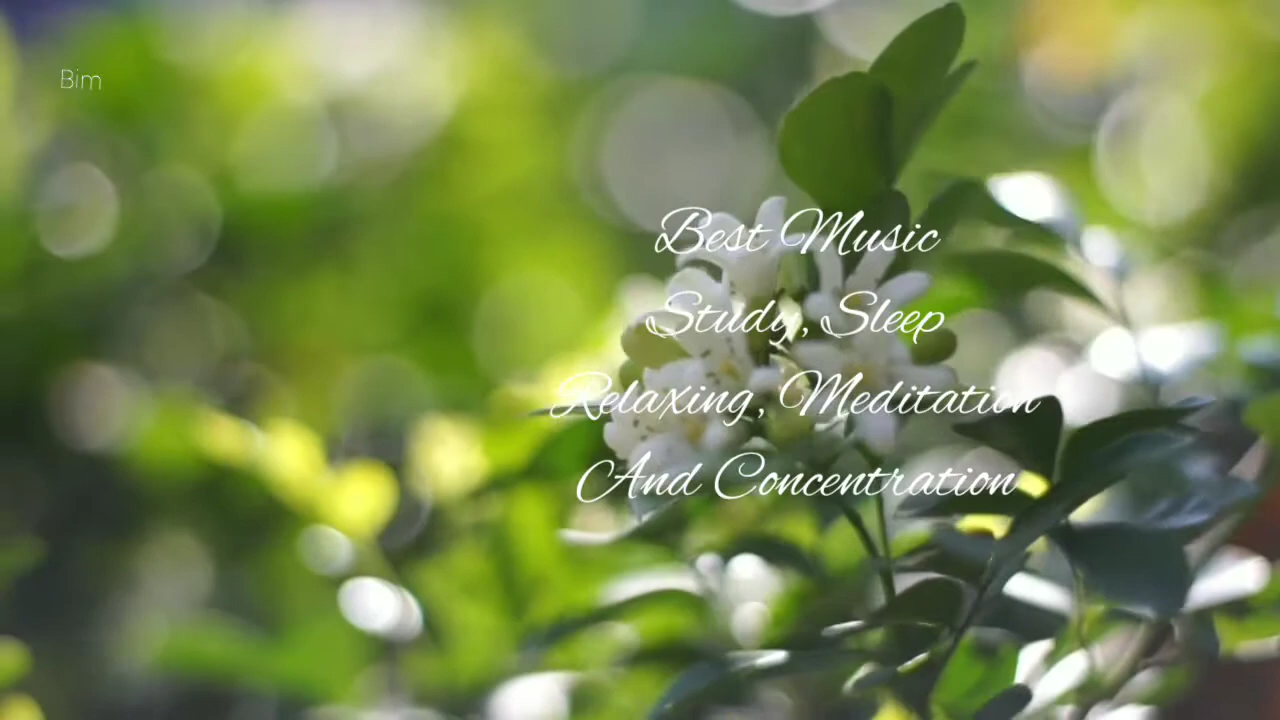 Bim
Best Music
Study, Sleep
Relaxing, Meditation
And Concentration